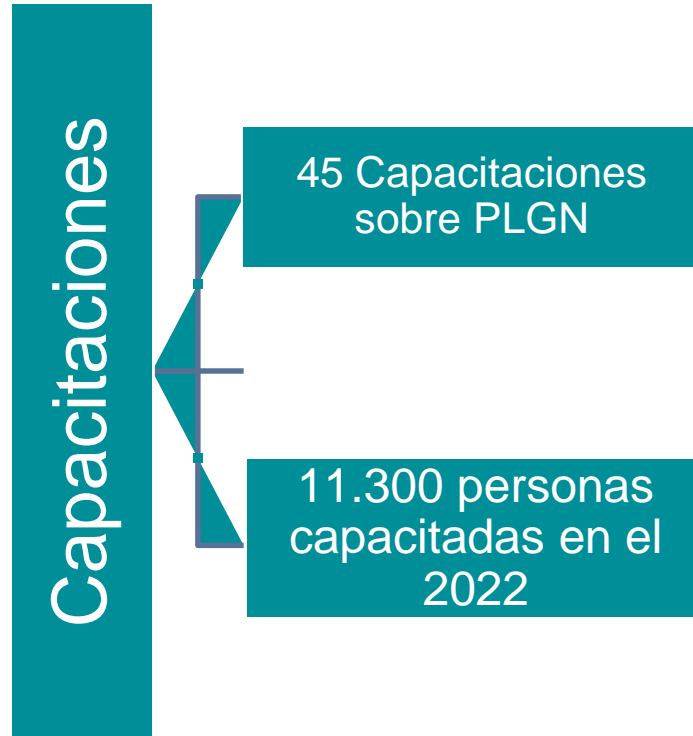 Capacitaciones
45 Capacitaciones
sobre PLGN
11.300 personas
capacitadas en el
2022